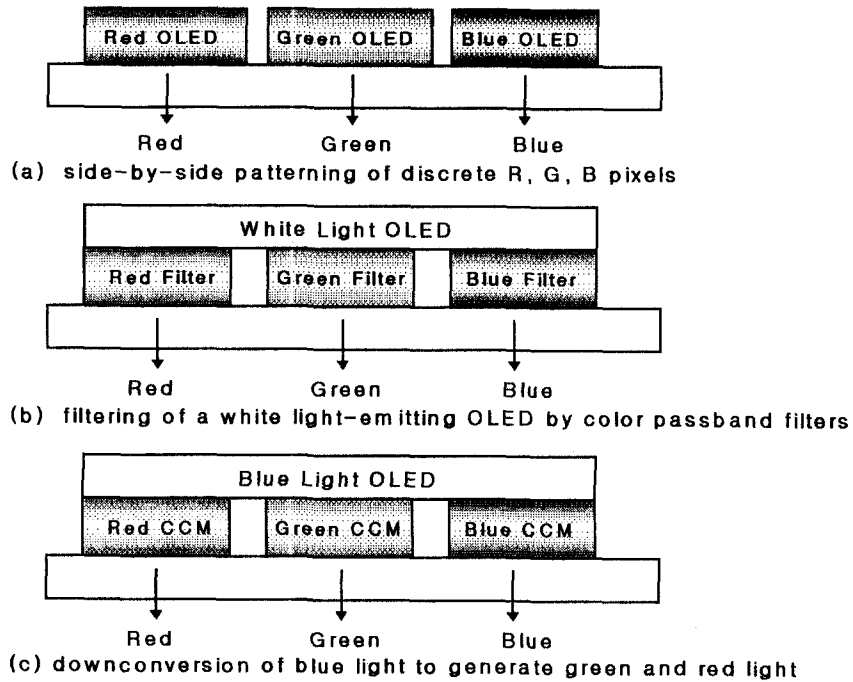 Red OLED Green OLED Blue OLED
Red Green Blue
(a) side-by-side patterning of discrete R, G, B pixels
White Light OLED
Red Filter Green Filter Blue Filter
Red Green Blue
(b) filtering of a white light-emitting OLED by color passband filters
Blue Light OLED
Red CCM Green CCM Blue CCM
Red Green Blue
(c) downconversion of blue light to generate green and red light